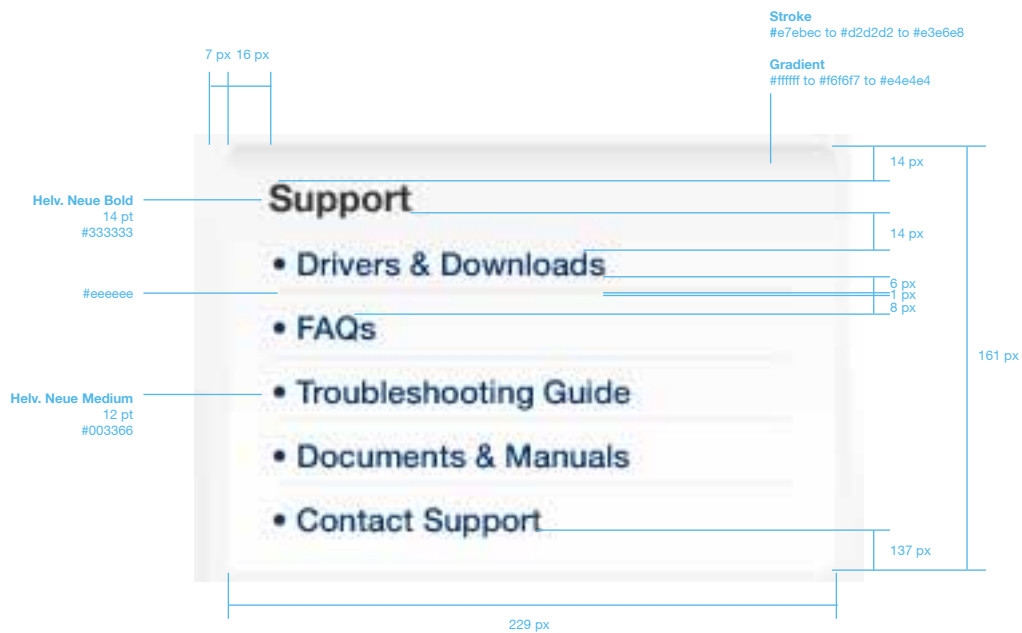 Stroke
#e7ebec to #d2d2d2 to #e3e6e8
7 px 16 px
Gradient
#ffffff to #f6f6f7 to #e4e4e4
14 px
Helv. Neue Bold
14 pt
#333333
Support
14 px
• Drivers & Downloads
6 px
#eeeeee
1 px
8 px
• FAQs
161 px
Helv. Neue Medium
12 pt
#003366
• Troubleshooting Guide
• Documents & Manuals
• Contact Support
137 px
229 px